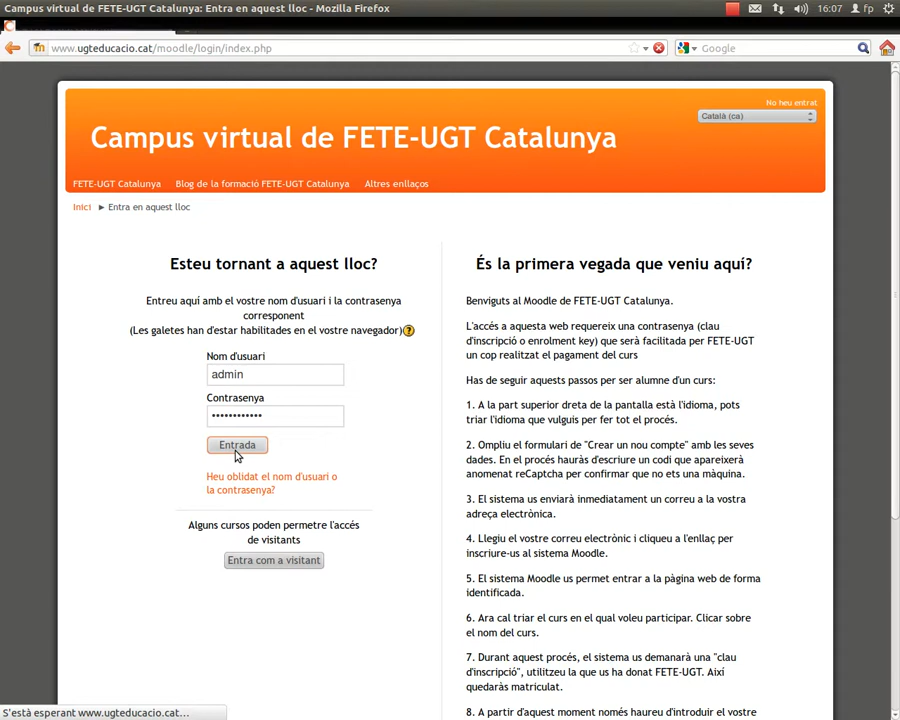 Campus virtual de FETE-UGT Catalunya: Entra en aquest lloc - Mozilla Firefox
16:07
fp
www.ugteducacio.cat/moodle/login/index.php
Google
No heu entrat
Català (ca)
Campus virtual de FETE-UGT Catalunya
FETE-UGT Catalunya
Blog de la formació FETE-UGT Catalunya
Altres enllaços
Inici ► Entra en aquest lloc
Esteu tornant a aquest lloc?
Entreu aquí amb el vostre nom d'usuari i la contrasenya
corresponent
(Les galetes han d'estar habilitades en el vostre navegador)
?
Nom d'usuari
admin
Contrasenya
••••••••••••
Entrada
Heu oblidat el nom d'usuari o
la contrasenya?
Alguns cursos poden permetre l'accés
de visitants
Entra com a visitant
És la primera vegada que veniu aquí?
Benviguts al Moodle de FETE-UGT Catalunya.
L'accés a aquesta web requereix una contrasenya (clau
d'inscripció o enrolment key) que serà facilitada per FETE-UGT
un cop realitzat el pagament del curs
Has de seguir aquests passos per ser alumne d'un curs:
1. A la part superior dreta de la pantalla està l'idioma, pots
triar l'idioma que vulguis per fer tot el procés.
2. Ompliu el formulari de "Crear un nou compte" amb les seves
dades. En el procés hauràs d'escriure un codi que apareixerà
anomenat reCaptcha per confirmar que no ets una màquina.
3. El sistema us enviarà inmediatament un correu a la vostra
adreça electrònica.
4. Llegiu el vostre correu electrònic i cliqueu a l'enllaç per
inscriure-us al sistema Moodle.
5. El sistema Moodle us permet entrar a la pàgina web de forma
identificada.
6. Ara cal triar el curs en el qual voleu participar. Clicar sobre
el nom del curs.
7. Durant aquest procés, el sistema us demanarà una "clau
d'inscripció", utilitzeu la que us ha donat FETE-UGT. Així
quedaràs matriculat.
8. A partir d'aquest moment només haureu d'introduir el vostre
S'està esperant www.ugteducacio.cat...